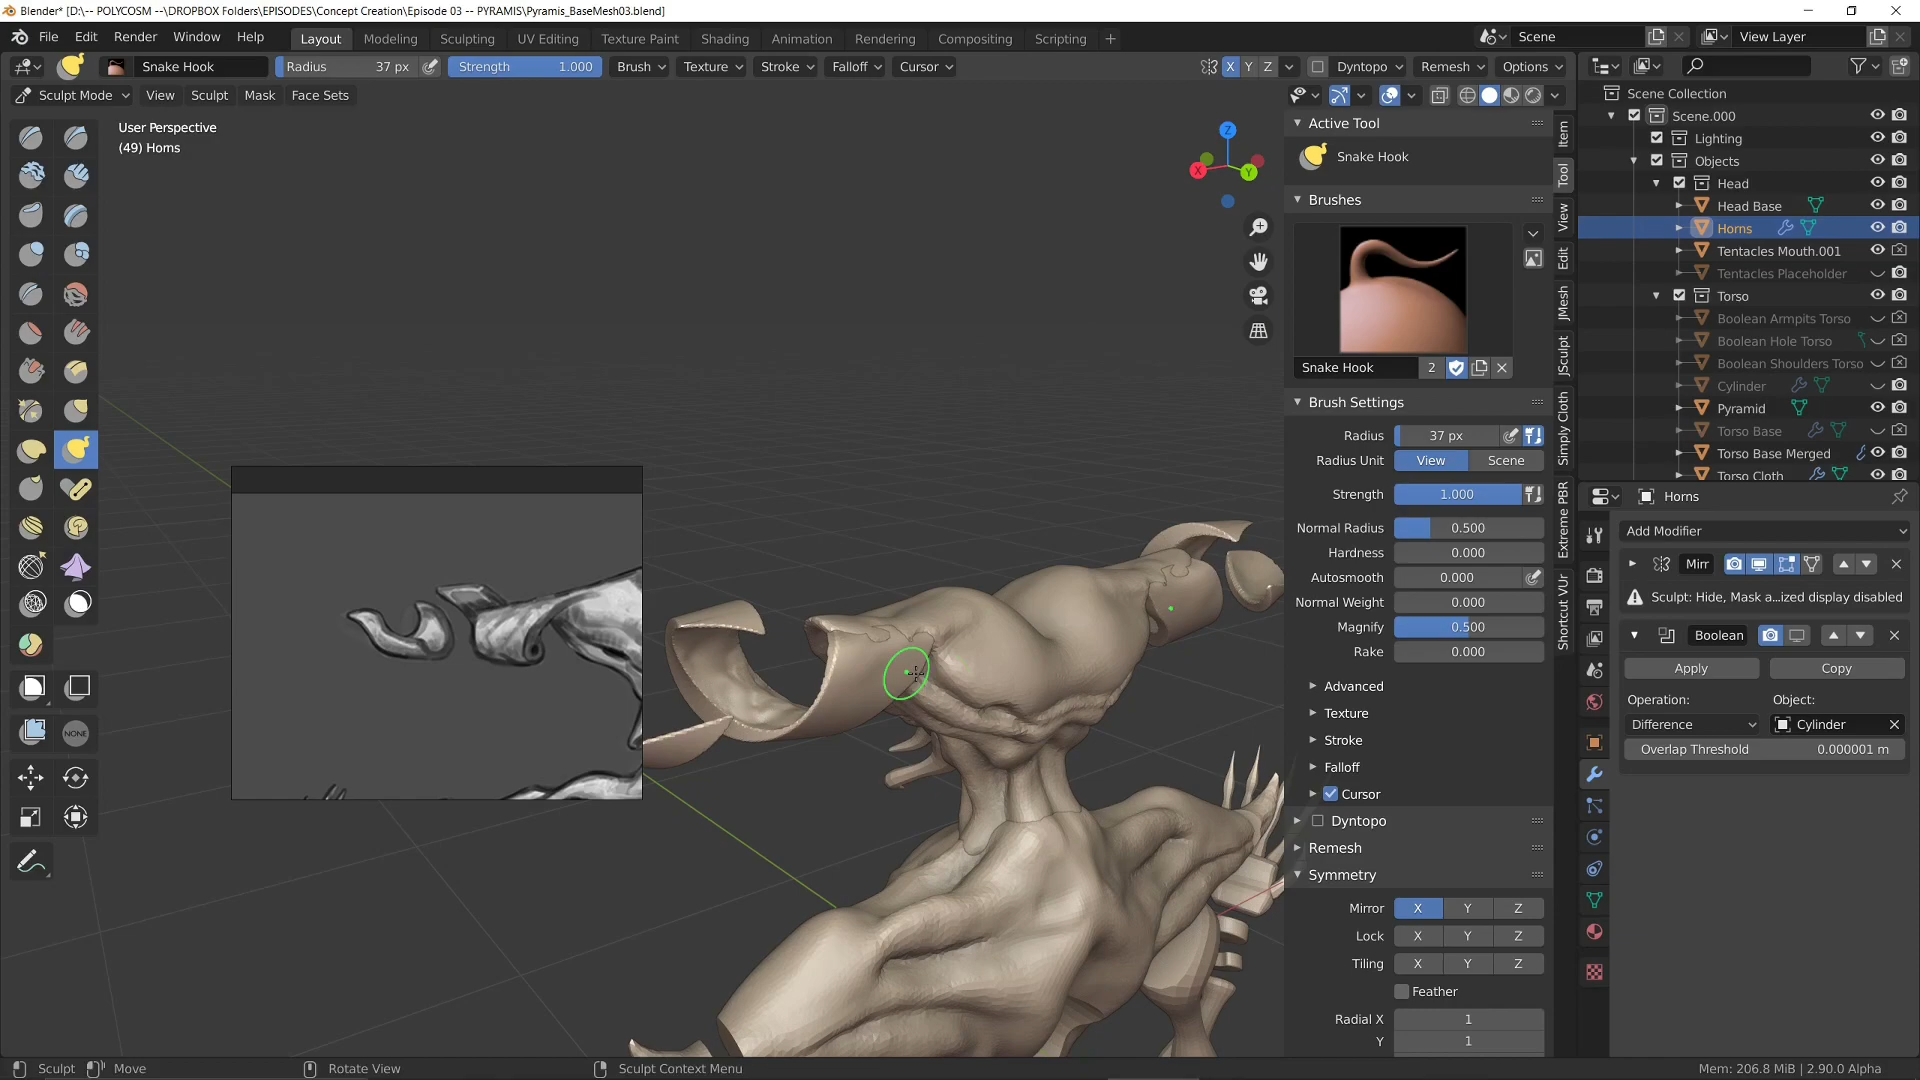 Blender* [D:\-- POLYCOSM --\DROPBOX Folders\EPISODES\Concept Creation\Episode 03 -- PYRAMIS\Pyramis_BaseMesh03.blend]
File Edit Render Window Help Layout Modeling Sculpting UV Editing Texture Paint Shading Animation Rendering Compositing Scripting + Scene View Layer
Snake Hook Radius 37 px Strength 1.000 Brush Texture Stroke Falloff Cursor X Y Z Dyntopo Remesh Options
Sculpt Mode View Sculpt Mask Face Sets
User Perspective
(49) Horns
Z
X
Y
NONE
Active Tool
Snake Hook
Brushes
Snake Hook 2
Brush Settings
Radius 37 px
Radius Unit View Scene
Strength 1.000
Normal Radius 0.500
Hardness 0.000
Autosmooth 0.000
Normal Weight 0.000
Magnify 0.500
Rake 0.000
Advanced
Texture
Stroke
Falloff
Cursor
Dyntopo
Remesh
Symmetry
Mirror X Y Z
Lock X Y Z
Tiling X Y Z
Feather
Radial X 1
Y 1
Item
Tool
View
Edit
JMesh
JSculpt
Simply Cloth
Extreme PBR
Shortcut VUr
Scene Collection
Scene.000
Lighting
Objects
Head
Head Base
Horns
Tentacles Mouth.001
Tentacles Placeholder
Torso
Boolean Armpits Torso
Boolean Hole Torso
Boolean Shoulders Torso
Cylinder
Pyramid
Torso Base
Torso Base Merged
Torso Cloth
Horns
Add Modifier
Mirr
Sculpt: Hide, Mask a...ized display disabled
Boolean
Apply Copy
Operation: Object:
Difference Cylinder
Overlap Threshold 0.000001 m
Sculpt Move Rotate View Sculpt Context Menu Mem: 206.8 MiB | 2.90.0 Alpha